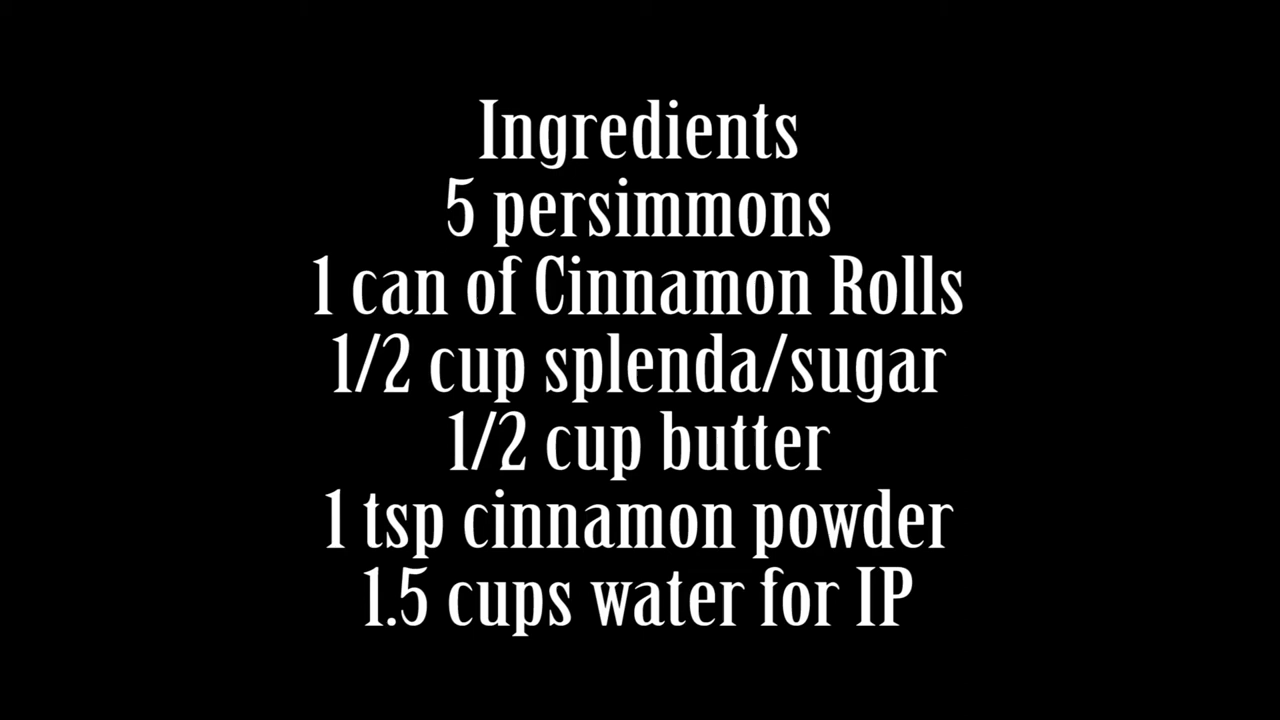 Ingredients
5 persimmons
1 can of Cinnamon Rolls
1/2 cup splenda/sugar
1/2 cup butter
1 tsp cinnamon powder
1.5 cups water for IP